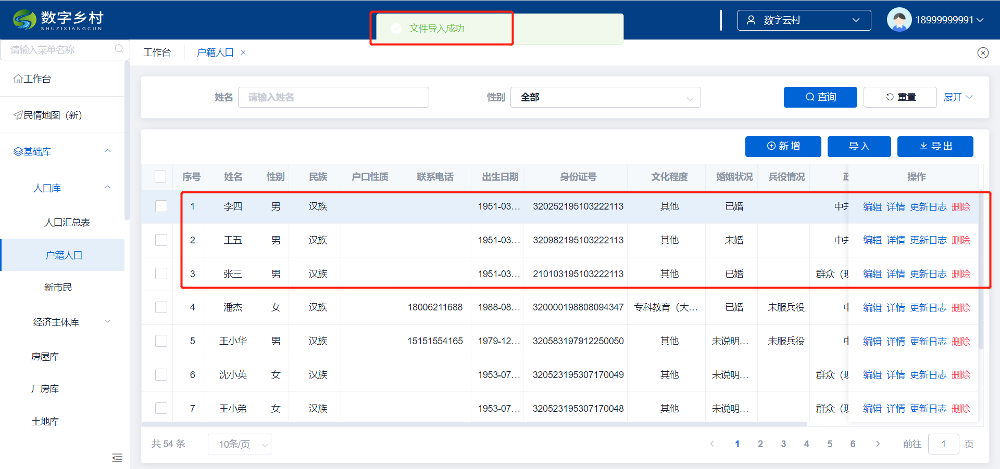 数字乡村
SHUZIXIANGCUN
文件导入成功
数字云村
18999999991
请输入菜单名称
工作台
户籍人口
工作台
民情地图（新）
基础库
人口库
人口汇总表
户籍人口
新市民
经济主体库
房屋库
厂房库
土地库
姓名 请输入姓名 性别 全部 查询 重置 展开
新增 导入 导出
序号 姓名 性别 民族 户口性质 联系电话 出生日期 身份证号 文化程度 婚姻状况 兵役情况 操作
1 李四 男 汉族 1951-03... 320252195103222113 其他 已婚 中共 编辑 详情 更新日志 删除
2 王五 男 汉族 1951-03... 320982195103222113 其他 未婚 中共 编辑 详情 更新日志 删除
3 张三 男 汉族 1951-03... 210103195103222113 其他 已婚 群众（现 编辑 详情 更新日志 删除
4 潘杰 女 汉族 18006211688 1988-08... 320000198808094347 专科教育（大... 已婚 未服兵役 编辑 详情 更新日志 删除
5 王小华 男 汉族 15151554165 1979-12... 320583197912250050 其他 未说明... 未服兵役 编辑 详情 更新日志 删除
6 沈小英 女 汉族 1953-07... 320523195307170049 其他 未说明... 群众（现 编辑 详情 更新日志 删除
7 王小弟 女 汉族 1953-07... 320523195307170048 其他 未说明... 群众（现 编辑 详情 更新日志 删除
共 54 条 10条/页 1 2 3 4 5 6 前往 1 页